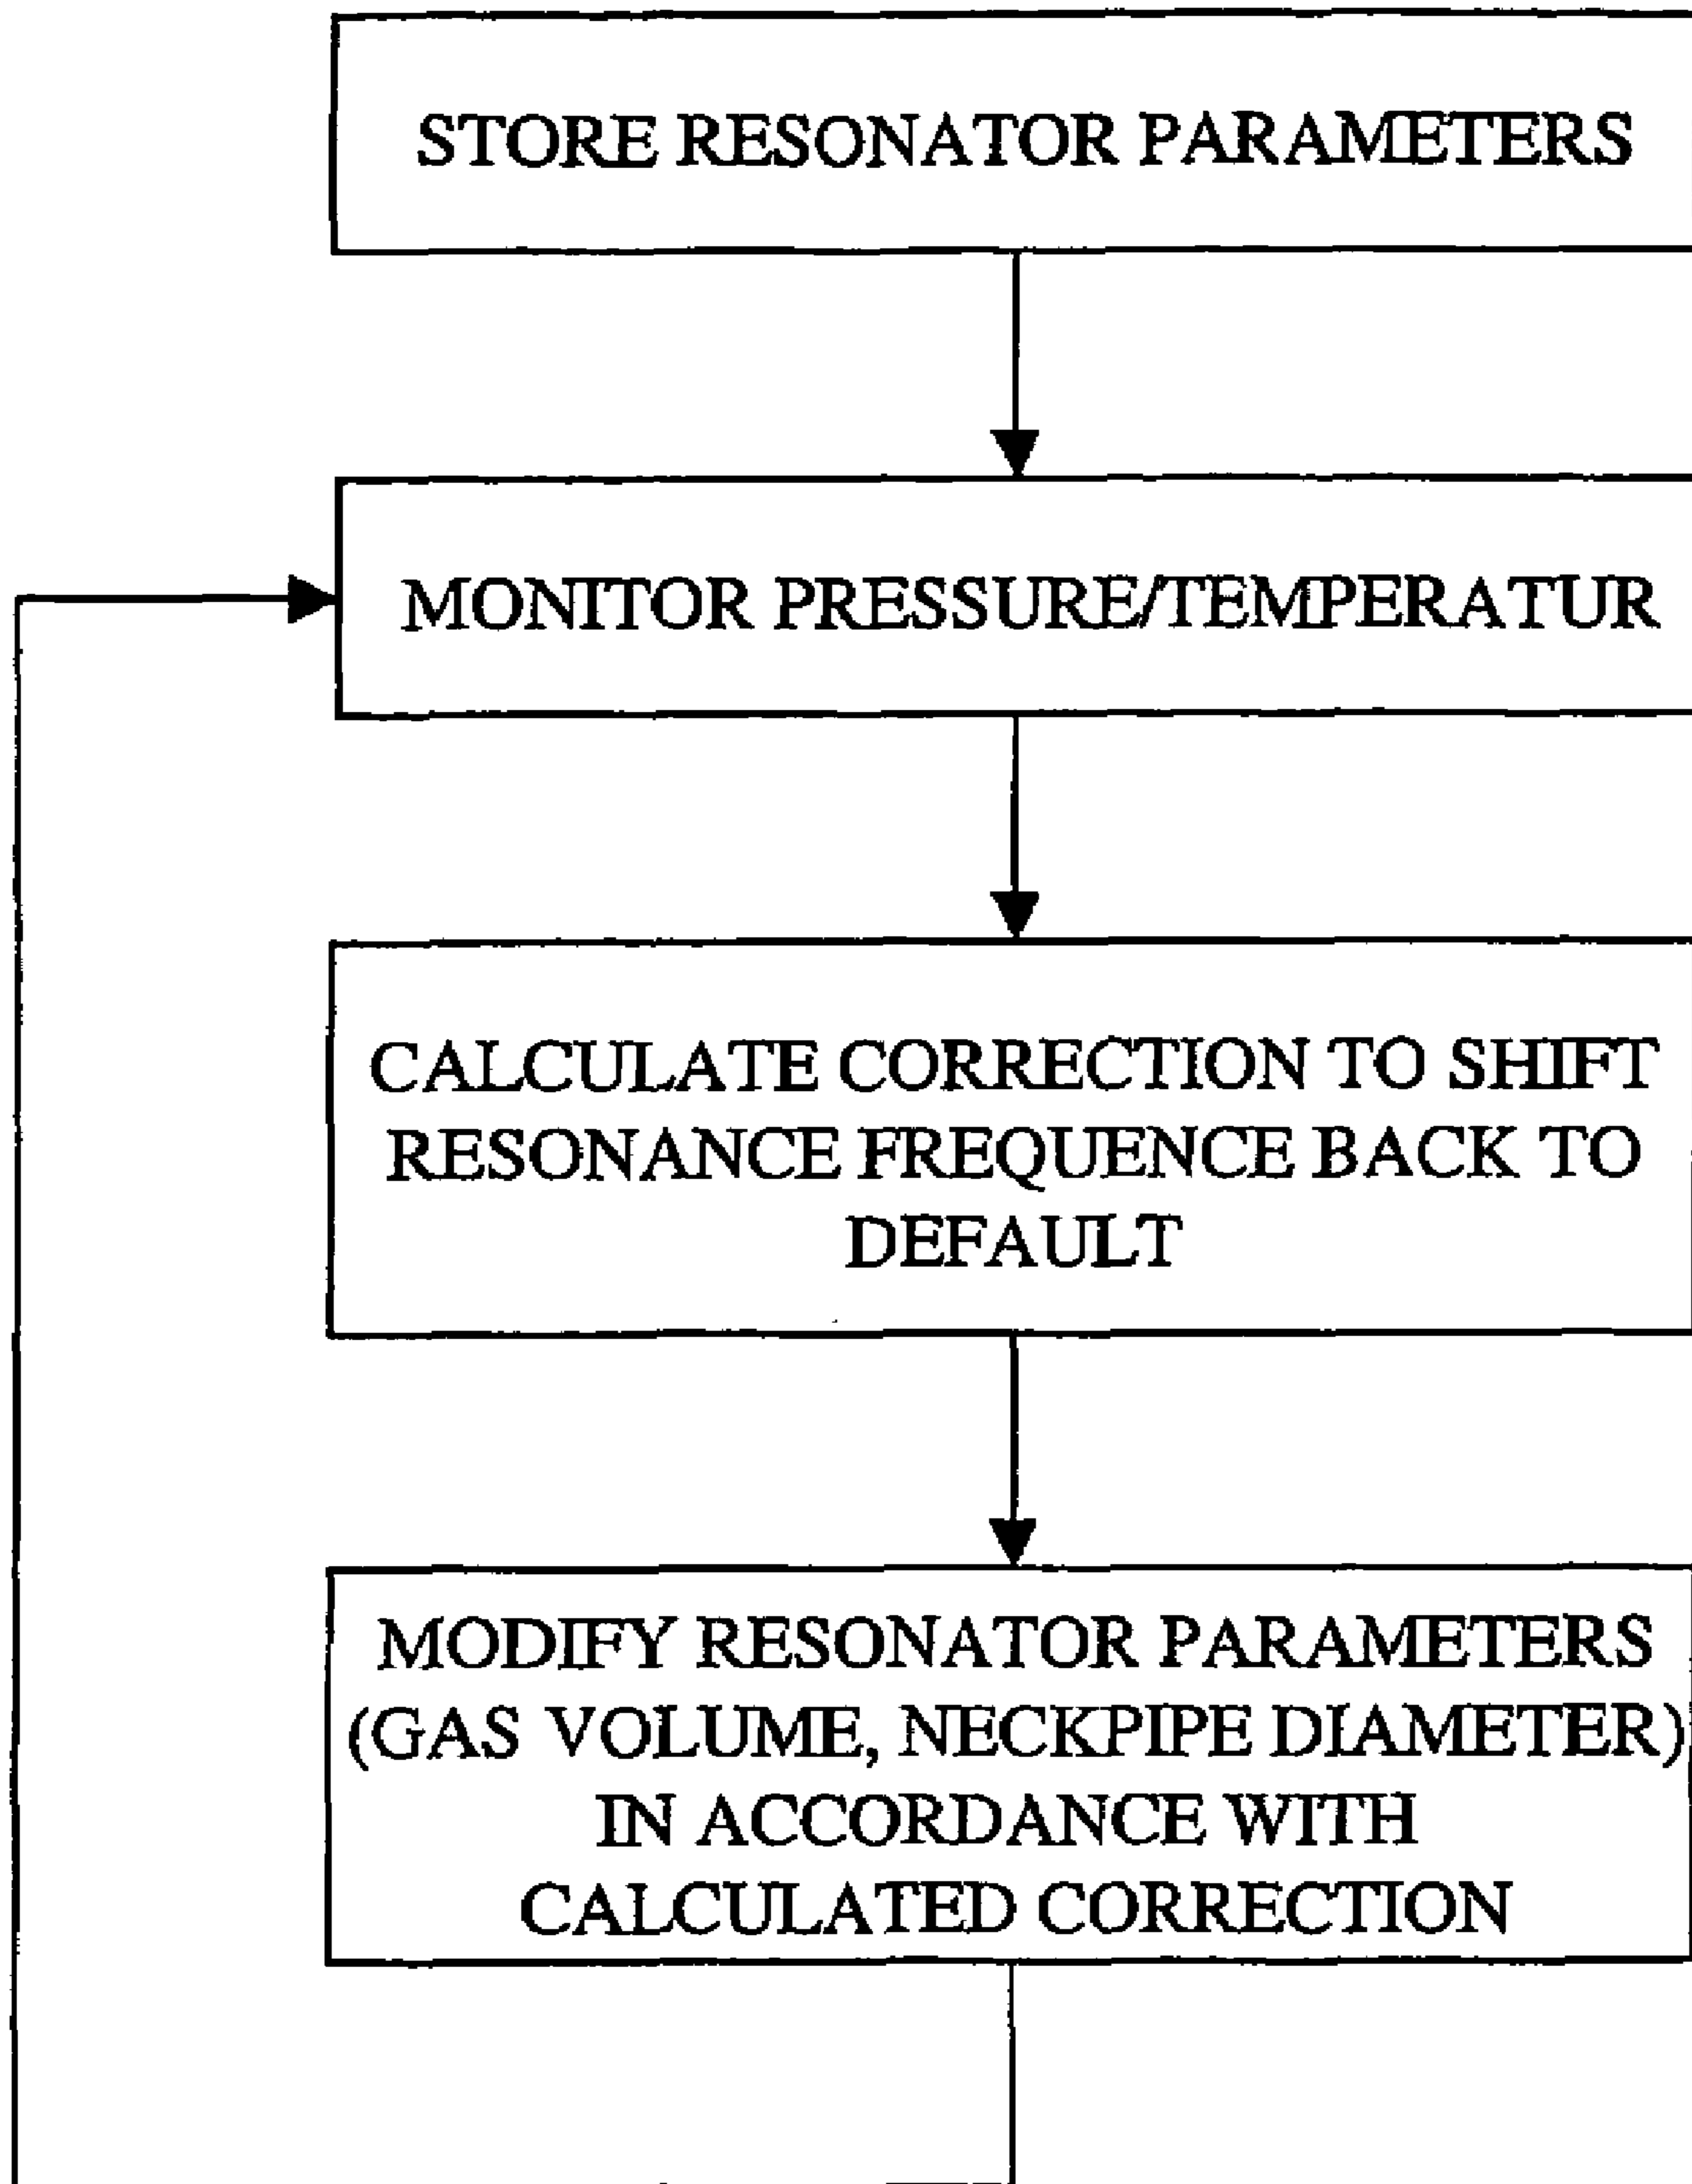 STORE RESONATOR PARAMETERS
MONITOR PRESSURE/TEMPERATUR
CALCULATE CORRECTION TO SHIFT
RESONANCE FREQUENCE BACK TO
DEFAULT
MODIFY RESONATOR PARAMETERS
(GAS VOLUME, NECKPIPE DIAMETER)
IN ACCORDANCE WITH
CALCULATED CORRECTION